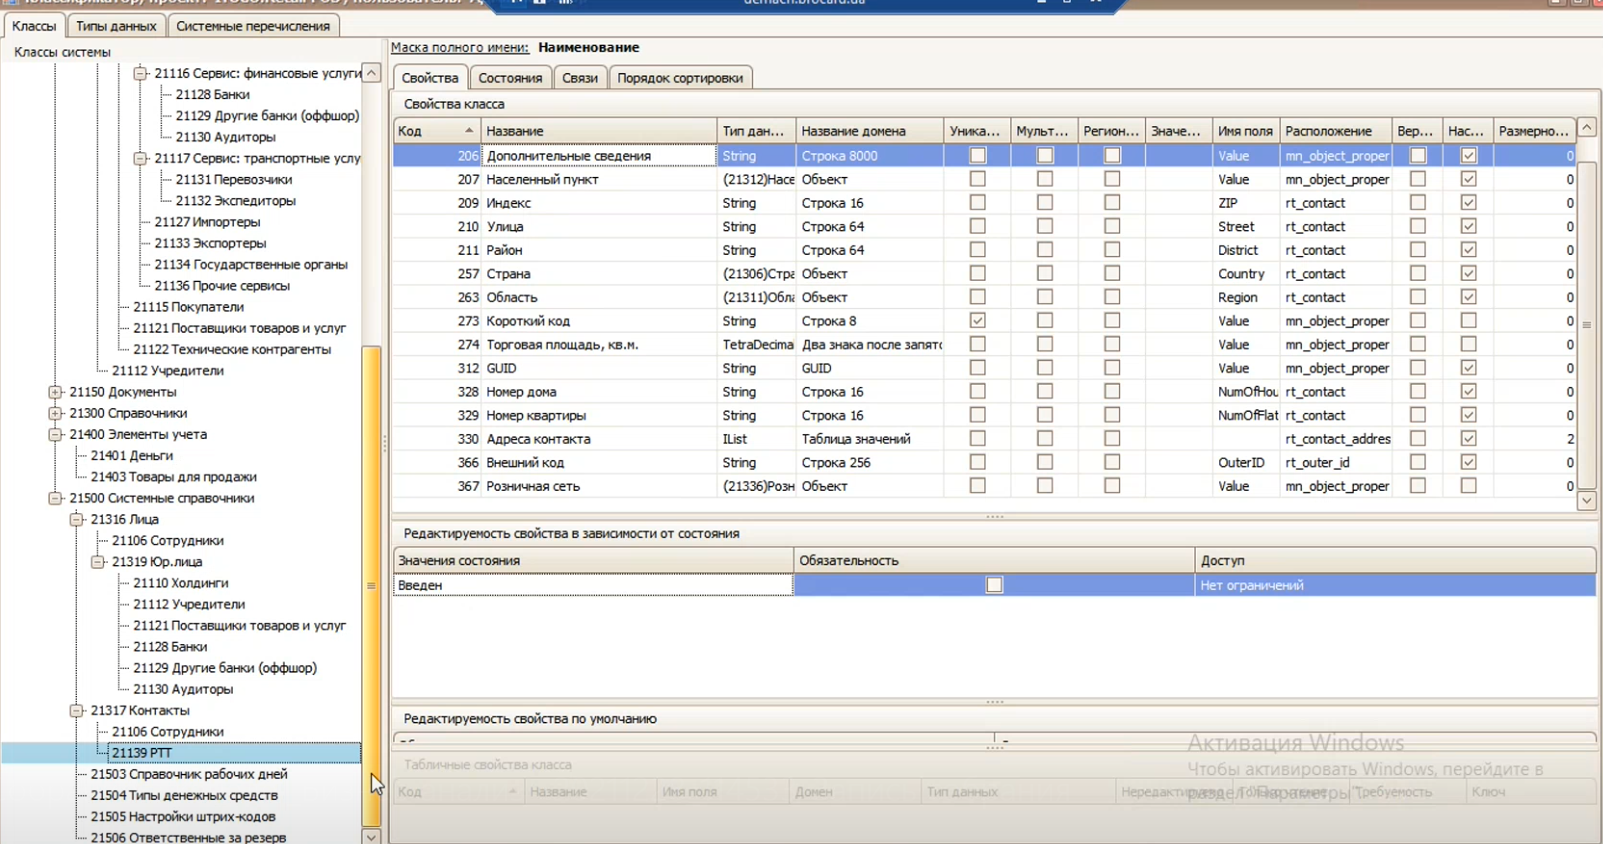 demach.brocard.ua
Классы Типы данных Системные перечисления
Классы системы
21116 Сервис: финансовые услуги
21128 Банки
21129 Другие банки (оффшор)
21130 Аудиторы
21117 Сервис: транспортные услу
21131 Перевозчики
21132 Экспедиторы
21127 Импортеры
21133 Экспортеры
21134 Государственные органы
21136 Прочие сервисы
21115 Покупатели
21121 Поставщики товаров и услуг
21122 Технические контрагенты
21112 Учредители
21150 Документы
21300 Справочники
21400 Элементы учета
21401 Деньги
21403 Товары для продажи
21500 Системные справочники
21316 Лица
21106 Сотрудники
21319 Юр.лица
21110 Холдинги
21112 Учредители
21121 Поставщики товаров и услуг
21128 Банки
21129 Другие банки (оффшор)
21130 Аудиторы
21317 Контакты
21106 Сотрудники
21139 РТТ
21503 Справочник рабочих дней
21504 Типы денежных средств
21505 Настройки штрих-кодов
21506 Ответственные за резерв
Маска полного имени: Наименование
Свойства Состояния Связи Порядок сортировки
Свойства класса
Код Название Тип дан... Название домена Уника... Мульт... Регион... Значе... Имя поля Расположение Вер... Нас... Размерно...
206 Дополнительные сведения String Строка 8000 Value mn_object_proper 0
207 Населенный пункт (21312)Насе Объект Value mn_object_proper 0
209 Индекс String Строка 16 ZIP rt_contact 0
210 Улица String Строка 64 Street rt_contact 0
211 Район String Строка 64 District rt_contact 0
257 Страна (21306)Стра Объект Country rt_contact 0
263 Область (21311)Обла Объект Region rt_contact 0
273 Короткий код String Строка 8 Value mn_object_proper 0
274 Торговая площадь, кв.м. TetraDecimal Два знака после запят Value mn_object_proper 0
312 GUID String GUID Value mn_object_proper 0
328 Номер дома String Строка 16 NumOfHou rt_contact 0
329 Номер квартиры String Строка 16 NumOfFlat rt_contact 0
330 Адреса контакта IList Таблица значений rt_contact_addres 2
366 Внешний код String Строка 256 OuterID rt_outer_id 0
367 Розничная сеть (21336)Розн Объект Value mn_object_proper 0
Редактируемость свойства в зависимости от состояния
Значения состояния Обязательность Доступ
Введен Нет ограничений
Редактируемость свойства по умолчанию
Табличные свойства класса
Код Название Имя поля Домен Тип данных Требуемость Ключ
Активация Windows
Чтобы активировать Windows, перейдите в
раздел "Параметры".